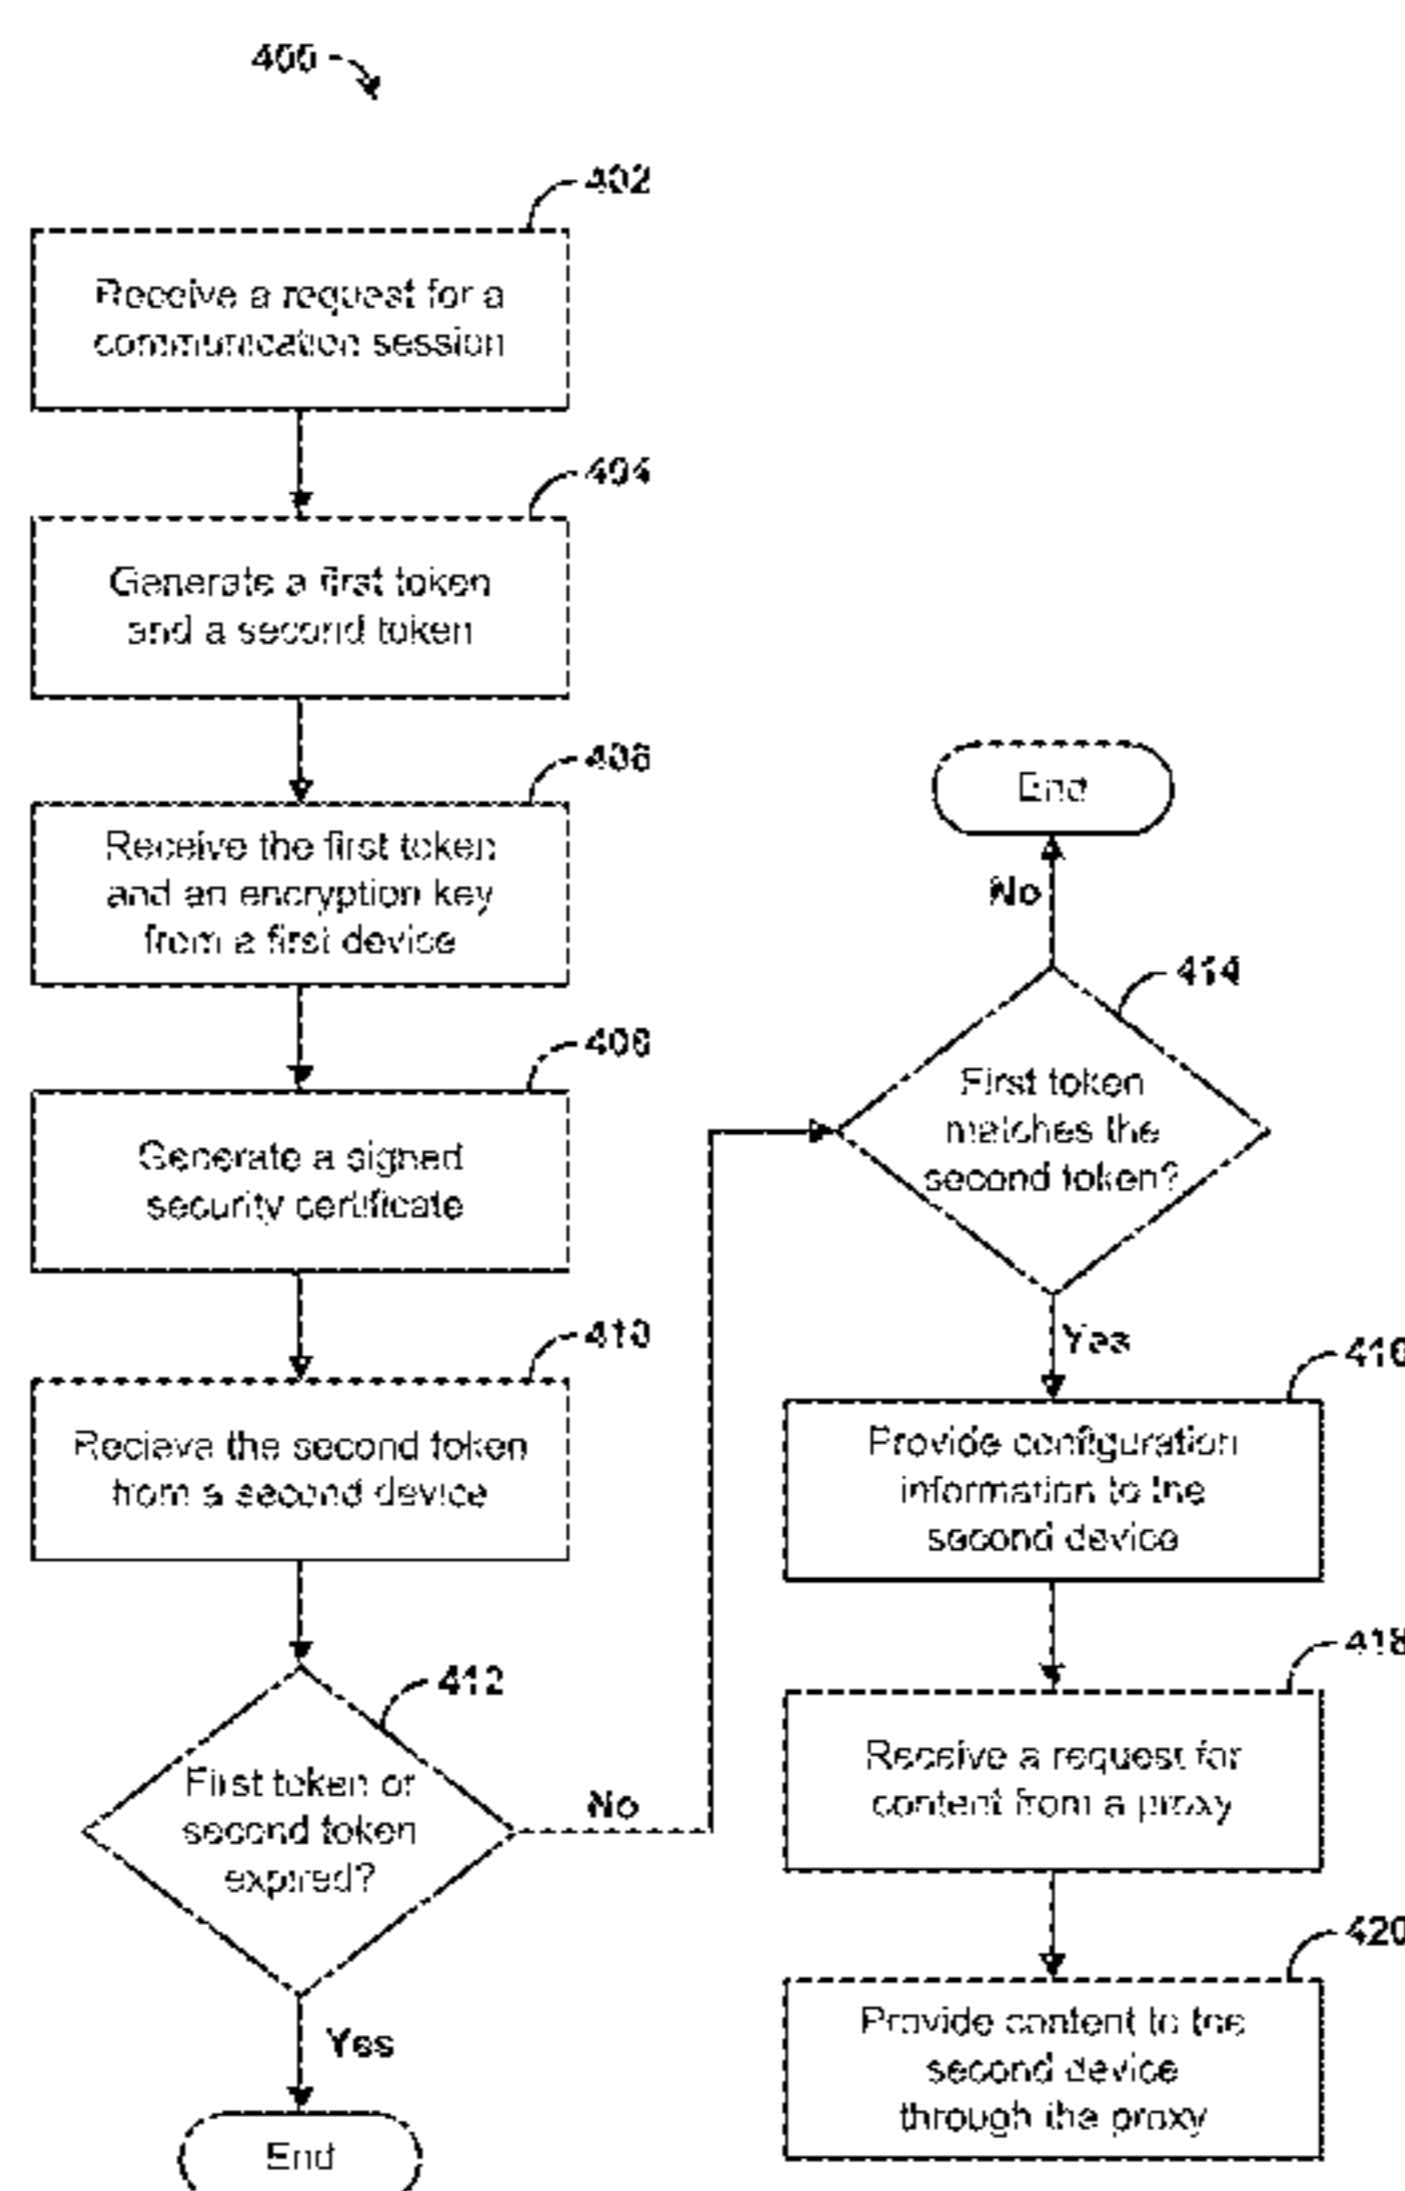 400
402
Receive a request for a
communication session
404
Generate a first token
and a second token
406
Receive the first token
and an encryption key
from a first device
408
Generate a signed
security certificate
410
Recieve the second token
from a second device
412
First token or
second token
expired?
No
Yes
End
End
No
414
First token
matches the
second token?
Yes
416
Provide configuration
information to the
second device
418
Receive a request for
content from a proxy
420
Provide content to the
second device
through the proxy